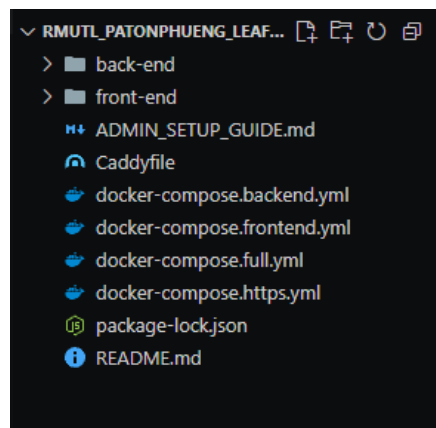 RMUTL_PATONPHUENG_LEAF...
back-end
front-end
ADMIN_SETUP_GUIDE.md
Caddyfile
docker-compose.backend.yml
docker-compose.frontend.yml
docker-compose.full.yml
docker-compose.https.yml
package-lock.json
README.md